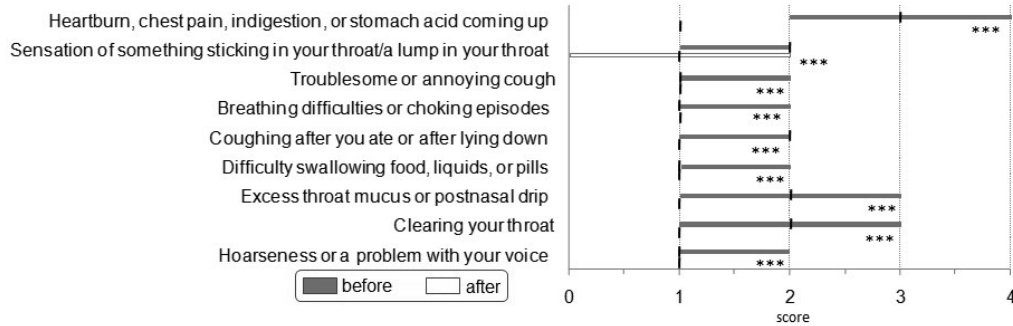 Heartburn, chest pain, indigestion, or stomach acid coming up
***
Sensation of something sticking in your throat/a lump in your throat
***
Troublesome or annoying cough
***
Breathing difficulties or choking episodes
***
Coughing after you ate or after lying down
***
Difficulty swallowing food, liquids, or pills
***
Excess throat mucus or postnasal drip
***
Clearing your throat
***
Hoarseness or a problem with your voice
***
before after
0 1 2 3 4
score